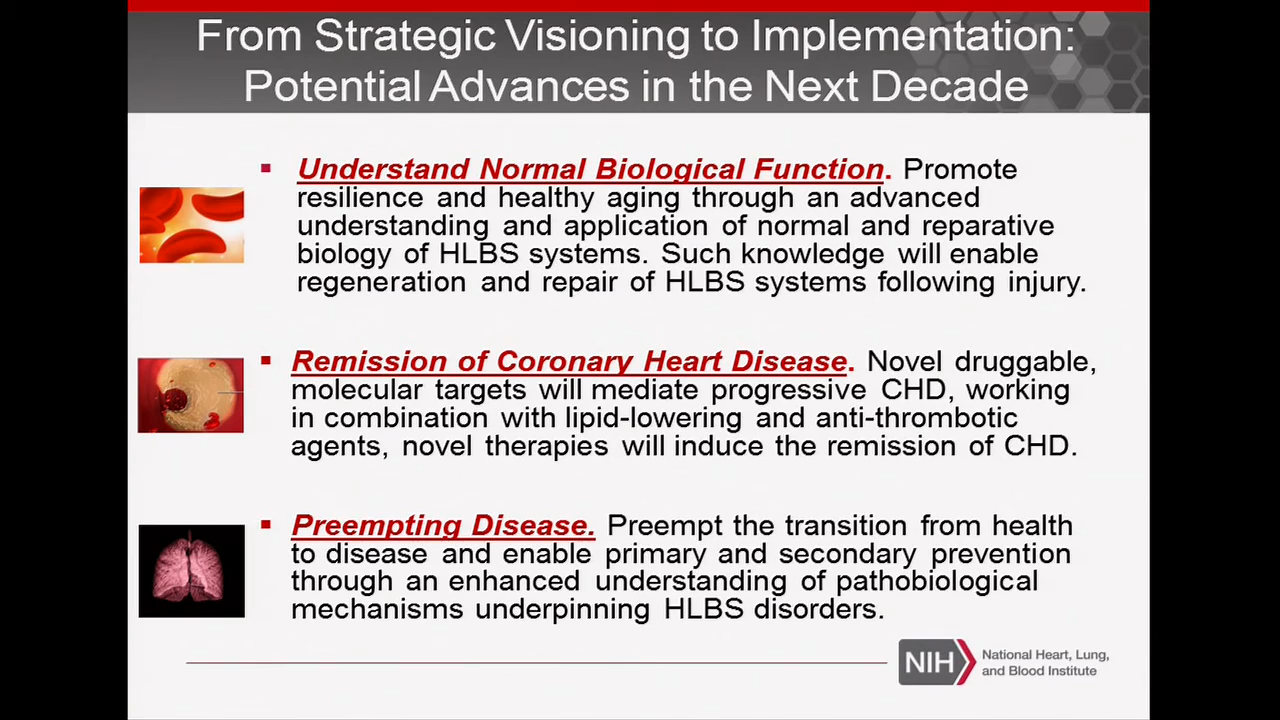 From Strategic Visioning to Implementation:
Potential Advances in the Next Decade
Understand Normal Biological Function. Promote
resilience and healthy aging through an advanced
understanding and application of normal and reparative
biology of HLBS systems. Such knowledge will enable
regeneration and repair of HLBS systems following injury.
Remission of Coronary Heart Disease. Novel druggable,
molecular targets will mediate progressive CHD, working
in combination with lipid-lowering and anti-thrombotic
agents, novel therapies will induce the remission of CHD.
Preempting Disease. Preempt the transition from health
to disease and enable primary and secondary prevention
through an enhanced understanding of pathobiological
mechanisms underpinning HLBS disorders.
NIH National Heart, Lung,
and Blood Institute